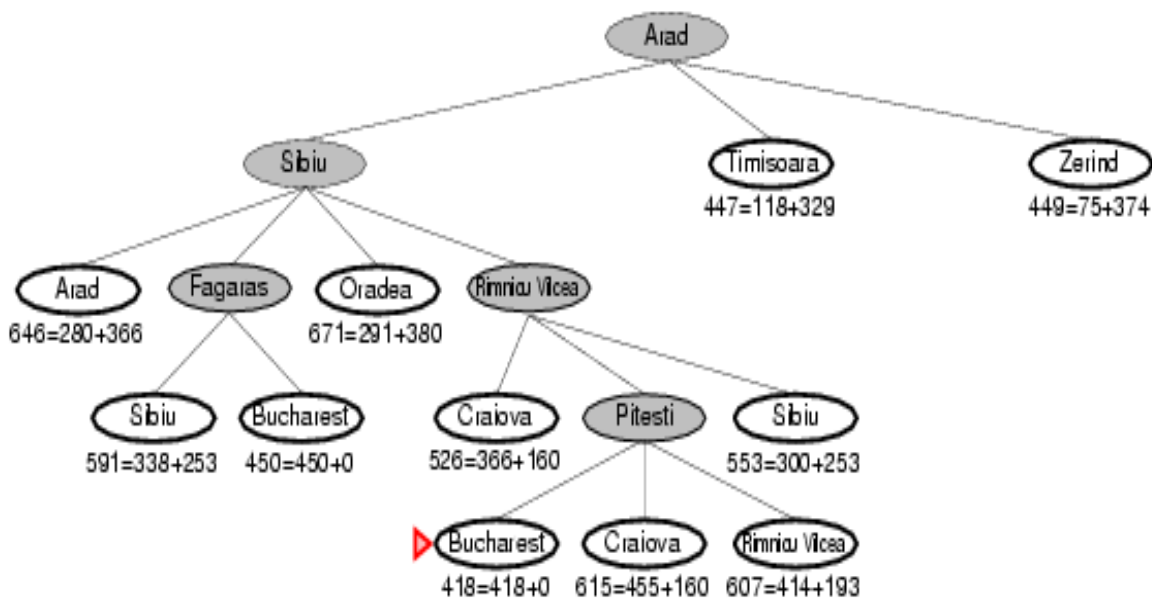 Arad
Sibiu
Timisoara
Zerind
447=118+329
449=75+374
Arad
Fagaras
Oradea
Rimnicu Vilcea
646=280+366
671=291+380
Sibiu
Bucharest
Craiova
Pitesti
Sibiu
591=338+253
450=450+0
526=366+160
553=300+253
Bucharest
Craiova
Rimnicu Vilcea
418=418+0
615=455+160
607=414+193